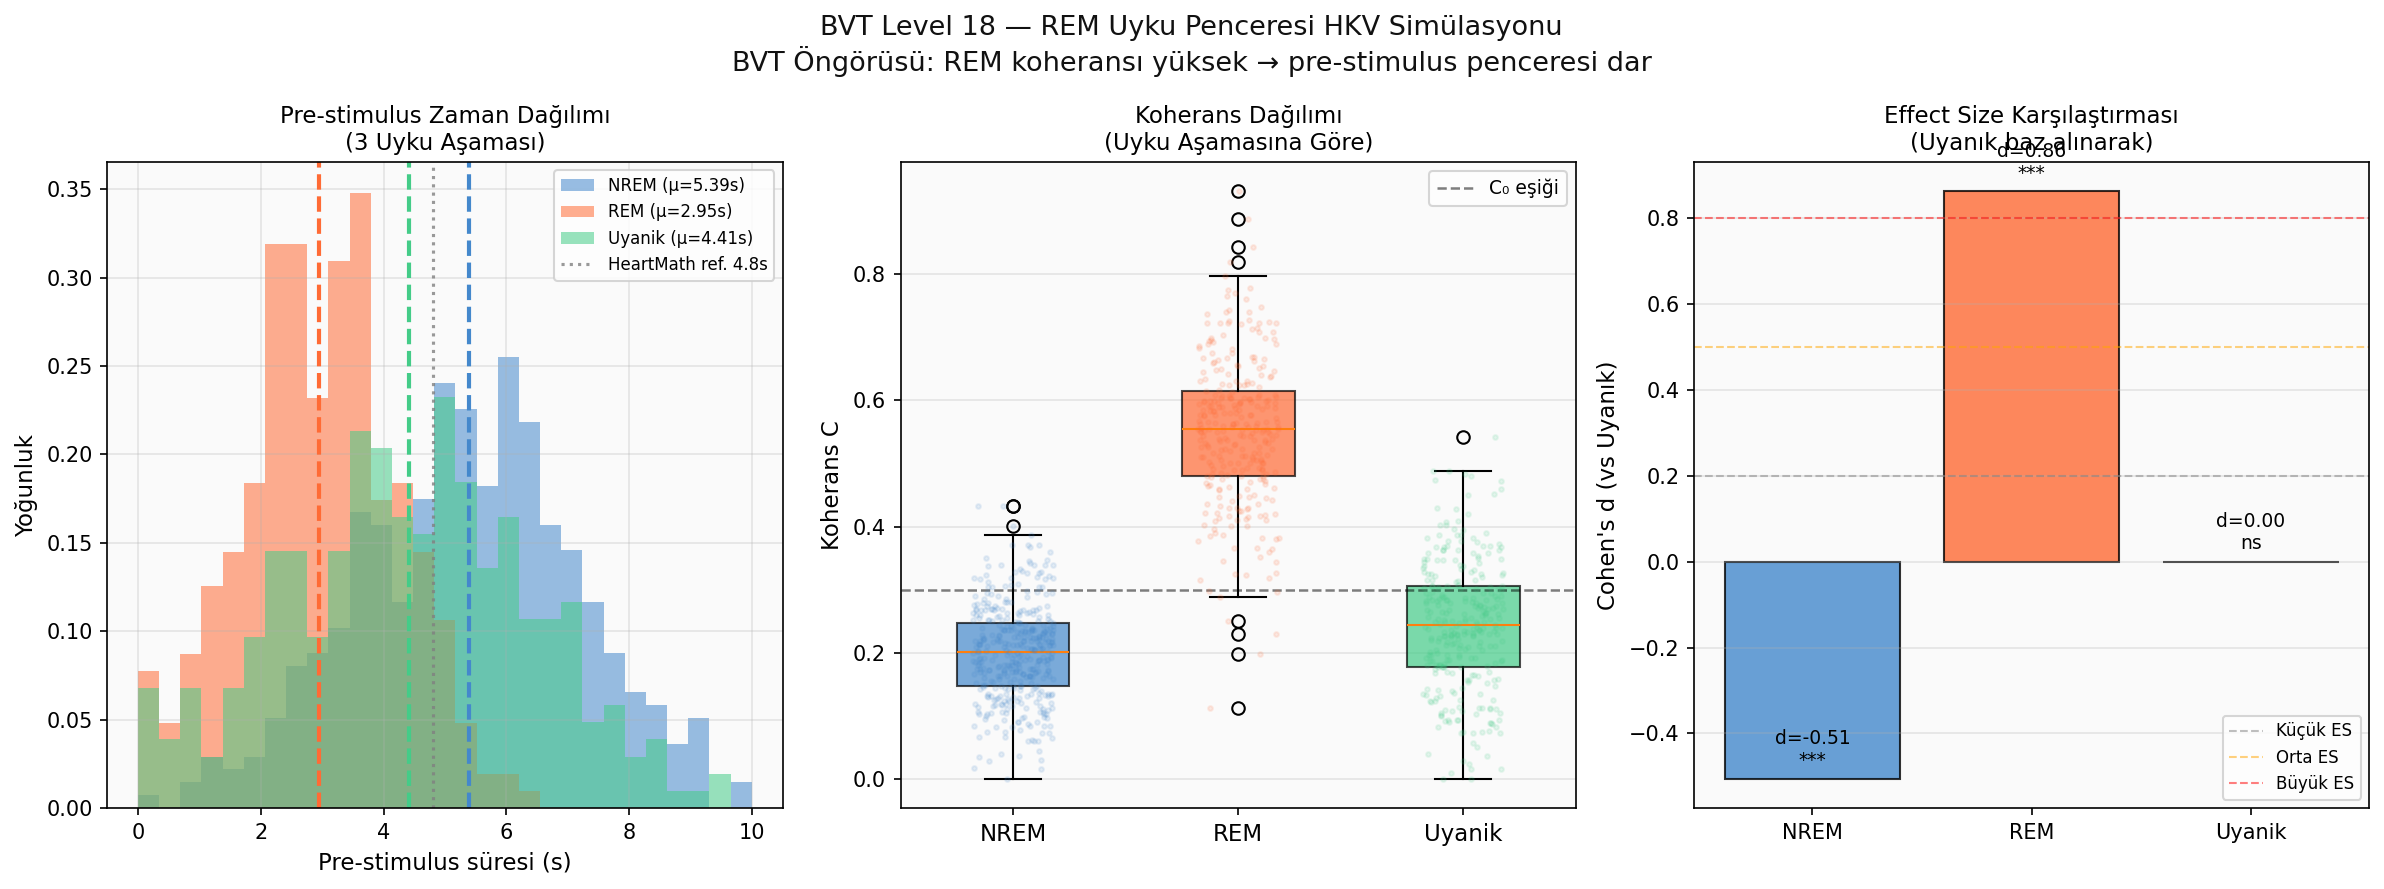 BVT Level 18 — REM Uyku Penceresi HKV Simülasyonu
BVT Öngörüsü: REM koheransı yüksek → pre-stimulus penceresi dar
Pre-stimulus Zaman Dağılımı
(3 Uyku Aşaması)
NREM (μ=5.39s)
REM (μ=2.95s)
Uyanik (μ=4.41s)
HeartMath ref. 4.8s
Yoğunluk
0.35
0.30
0.25
0.20
0.15
0.10
0.05
0.00
0 2 4 6 8 10
Pre-stimulus süresi (s)
Koherans Dağılımı
(Uyku Aşamasına Göre)
C₀ eşiği
Koherans C
0.8
0.6
0.4
0.2
0.0
NREM REM Uyanik
Effect Size Karşılaştırması
(Uyanık baz alınarak)
d=0.86
***
d=0.00
ns
d=-0.51
***
Cohen's d (vs Uyanık)
0.8
0.6
0.4
0.2
0.0
−0.2
−0.4
Küçük ES
Orta ES
Büyük ES
NREM REM Uyanik